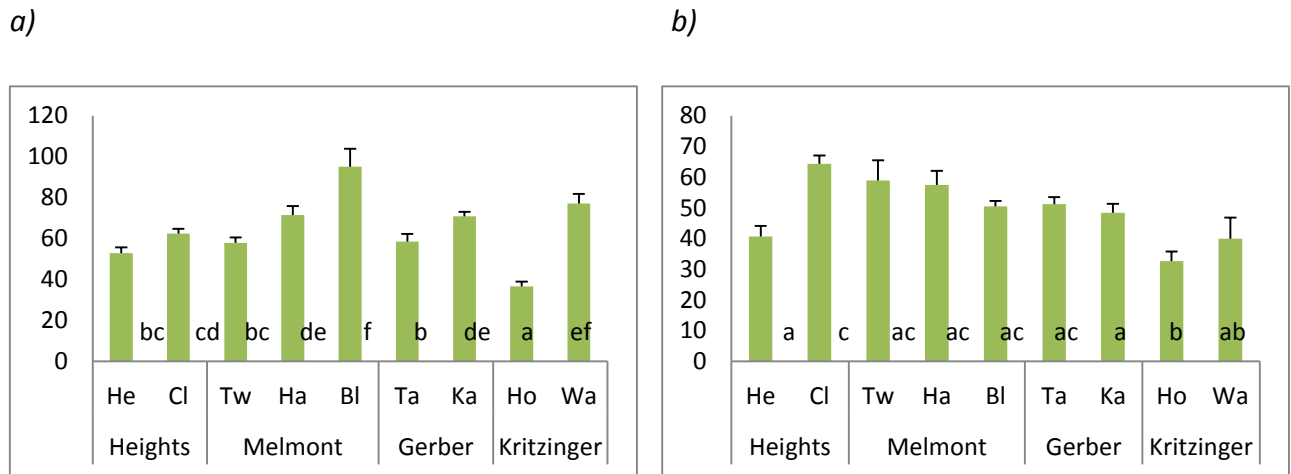 a)
b)
120
100
80
60
40
20
0
bc cd bc de f b de a ef
He Cl Tw Ha Bl Ta Ka Ho Wa
Heights Melmont Gerber Kritzinger
80
70
60
50
40
30
20
10
0
a c ac ac ac ac a b ab
He Cl Tw Ha Bl Ta Ka Ho Wa
Heights Melmont Gerber Kritzinger